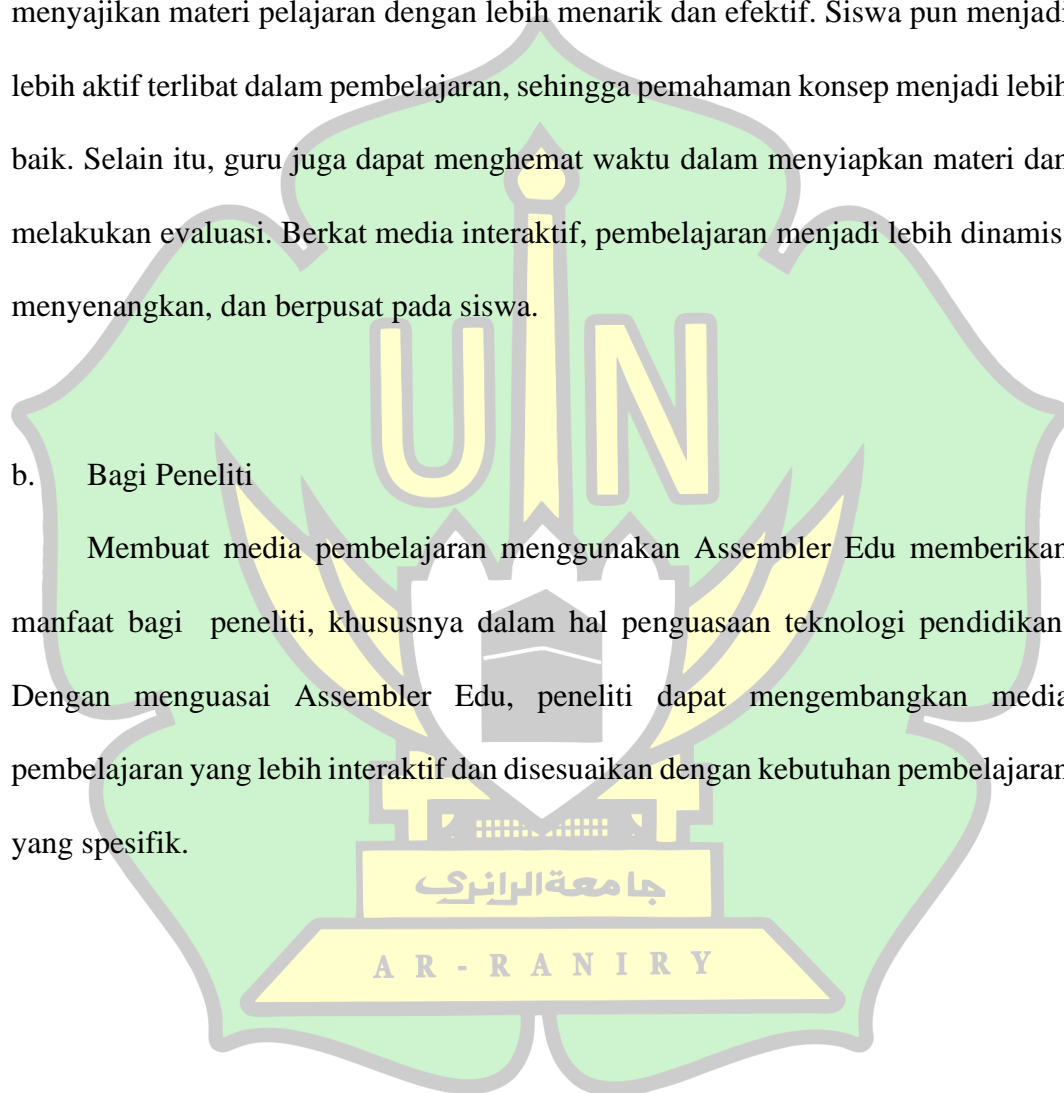 menyajikan materi pelajaran dengan lebih menarik dan efektif. Siswa pun menjadi
lebih aktif terlibat dalam pembelajaran, sehingga pemahaman konsep menjadi lebih
baik. Selain itu, guru juga dapat menghemat waktu dalam menyiapkan materi dan
melakukan evaluasi. Berkat media interaktif, pembelajaran menjadi lebih dinamis
menyenangkan, dan berpusat pada siswa.
UIN
b. Bagi Peneliti
Membuat media pembelajaran menggunakan Assembler Edu memberikan
manfaat bagi peneliti, khususnya dalam hal penguasaan teknologi pendidikan
Dengan menguasai Assembler Edu, peneliti dapat mengembangkan media
pembelajaran yang lebih interaktif dan disesuaikan dengan kebutuhan pembelajaran
yang spesifik.
جامعة الرانري
AR-RANIRY